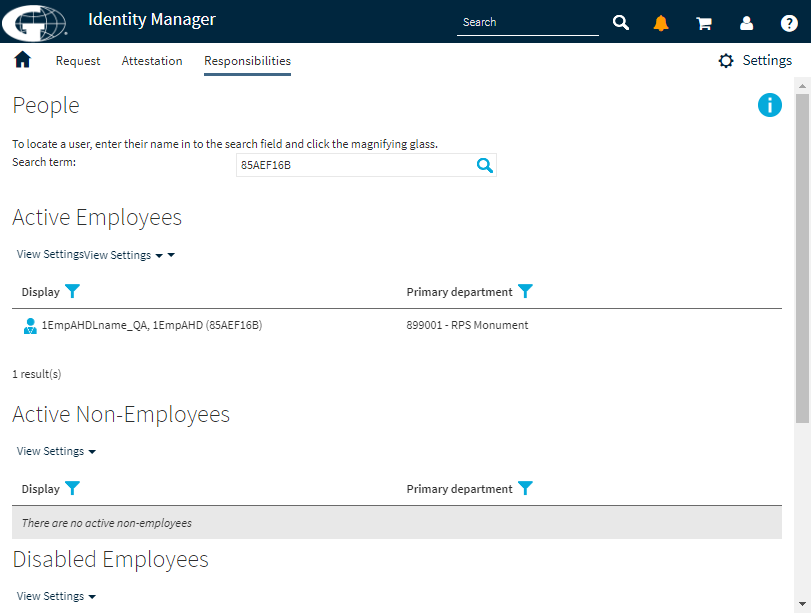 Identity Manager
Search
?
Request Attestation Responsibilities Settings
People
i
To locate a user, enter their name in to the search field and click the magnifying glass.
Search term: 85AEF16B
Active Employees
View SettingsView Settings
Display Primary department
1EmpAHDLname_QA, 1EmpAHD (85AEF16B) 899001 - RPS Monument
1 result(s)
Active Non-Employees
View Settings
Display Primary department
There are no active non-employees
Disabled Employees
View Settings